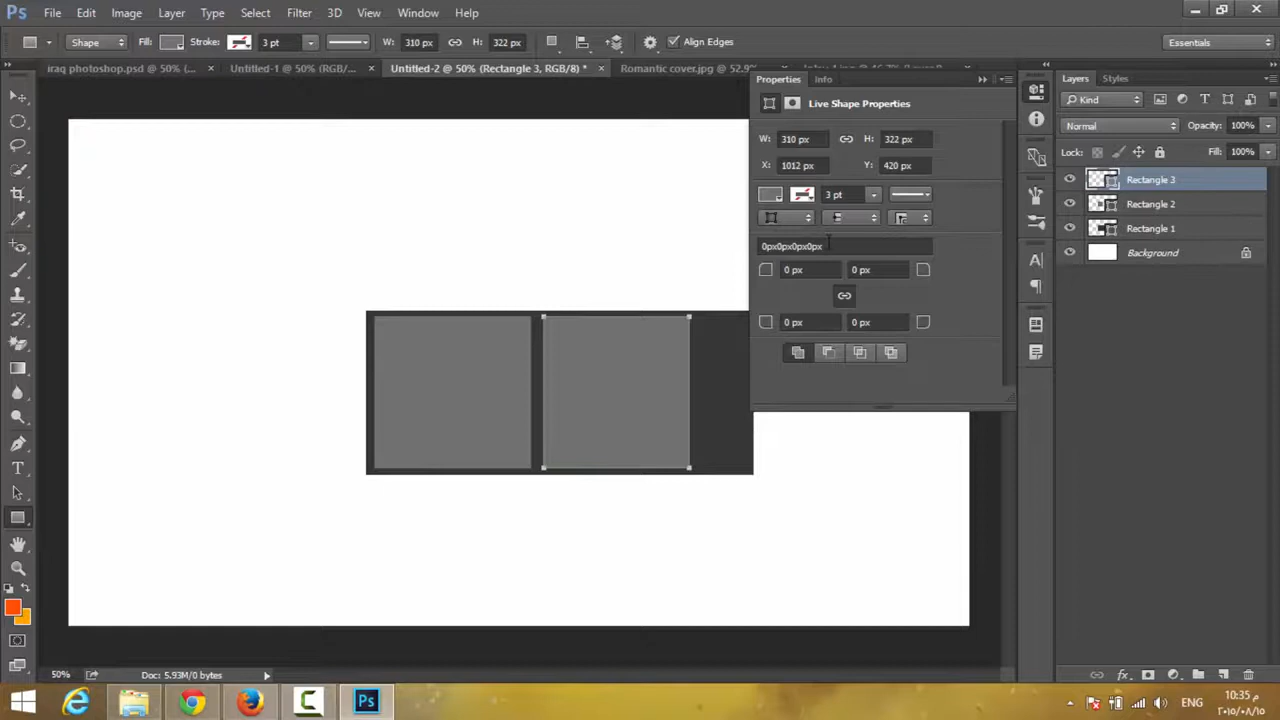 Ps File Edit Image Layer Type Select Filter 3D View Window Help
Shape Fill: Stroke: 3 pt W: 310 px H: 322 px Align Edges Essentials
iraq photoshop.psd @ 50% ( ... × Untitled-1 @ 50% (RGB/... × Untitled-2 @ 50% (Rectangle 3, RGB/8) * × Romantic cover.jpg @ 52.9%
Properties Info
Live Shape Properties
W: 310 px H: 322 px
X: 1012 px Y: 420 px
3 pt
0px0px0px0px
0 px 0 px
0 px 0 px
Layers Styles
Kind
Normal Opacity: 100%
Lock: Fill: 100%
Rectangle 3
Rectangle 2
Rectangle 1
Background
50% Doc: 5.93M/0 bytes
Ps ENG 10:35 م